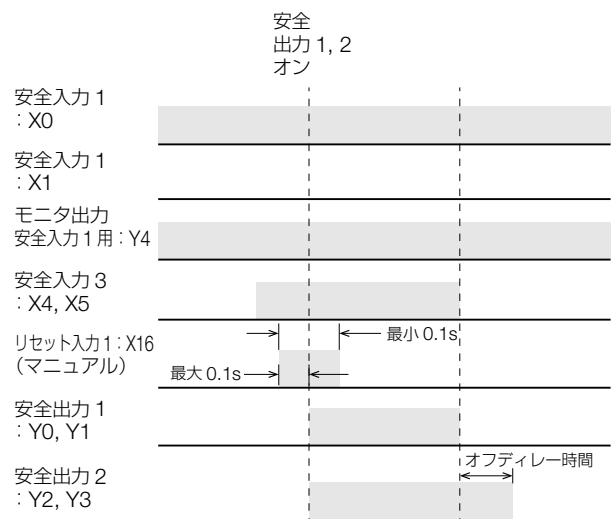 安全
出力 1, 2
オン
安全入力 1
: X0
安全入力 1
: X1
モニタ出力
安全入力 1 用 : Y4
安全入力 3
: X4, X5
最小 0.1s
リセット入力 1 : X16
(マニュアル)
最大 0.1s
安全出力 1
: Y0, Y1
オフディレー時間
安全出力 2
: Y2, Y3